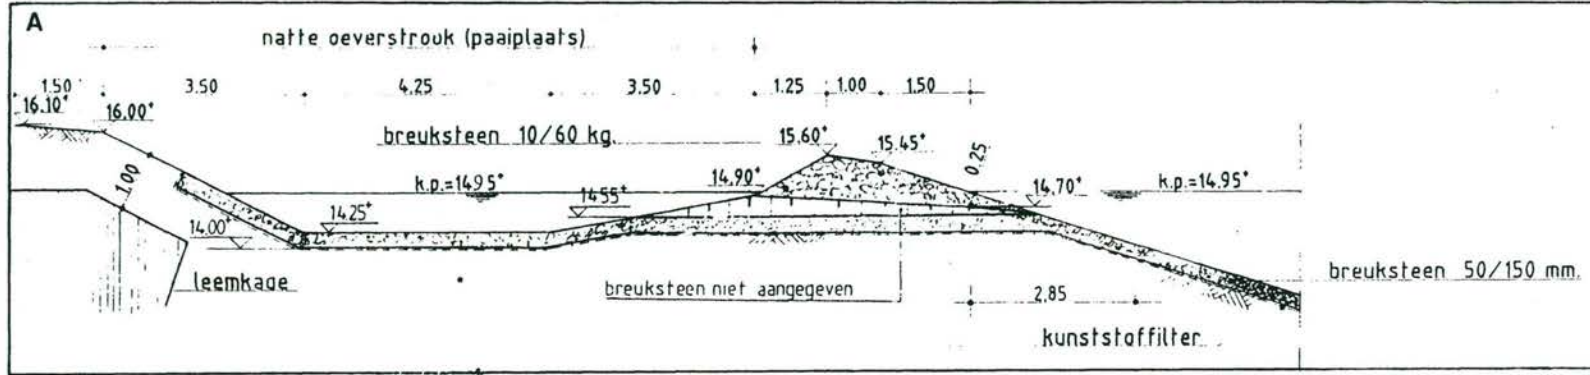 A
natte oeverstrook (paaiplaats)
1.50 3.50 4.25 3.50 1.25 1.00 1.50
16.10⁺ 16.00⁺
breuksteen 10/60 kg.
15.60⁺ 15.45⁺
0.25
1.00
k.p.=14.95⁺
14.90⁺
14.55⁺
14.70⁺
k.p.=14.95⁺
14.25⁺
14.00⁺
leemkage
breuksteen niet aangegeven
2.85
breuksteen 50/150 mm.
kunststoffilter